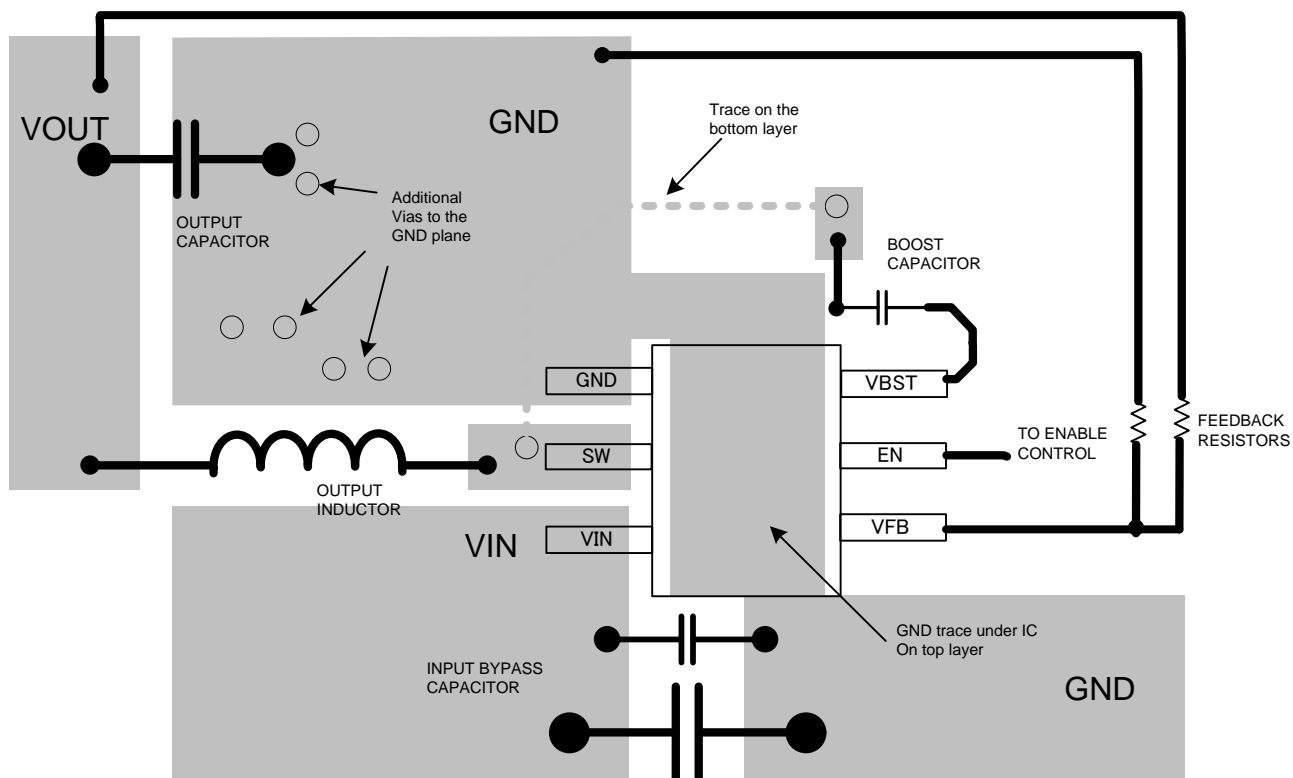 Trace on the
bottom layer
VOUT
GND
Additional
Vias to the
GND plane
OUTPUT
CAPACITOR
BOOST
CAPACITOR
GND
VBST
TO ENABLE
CONTROL
FEEDBACK
RESISTORS
SW
EN
OUTPUT
INDUCTOR
VIN
VIN
VFB
GND trace under IC
On top layer
INPUT BYPASS
CAPACITOR
GND